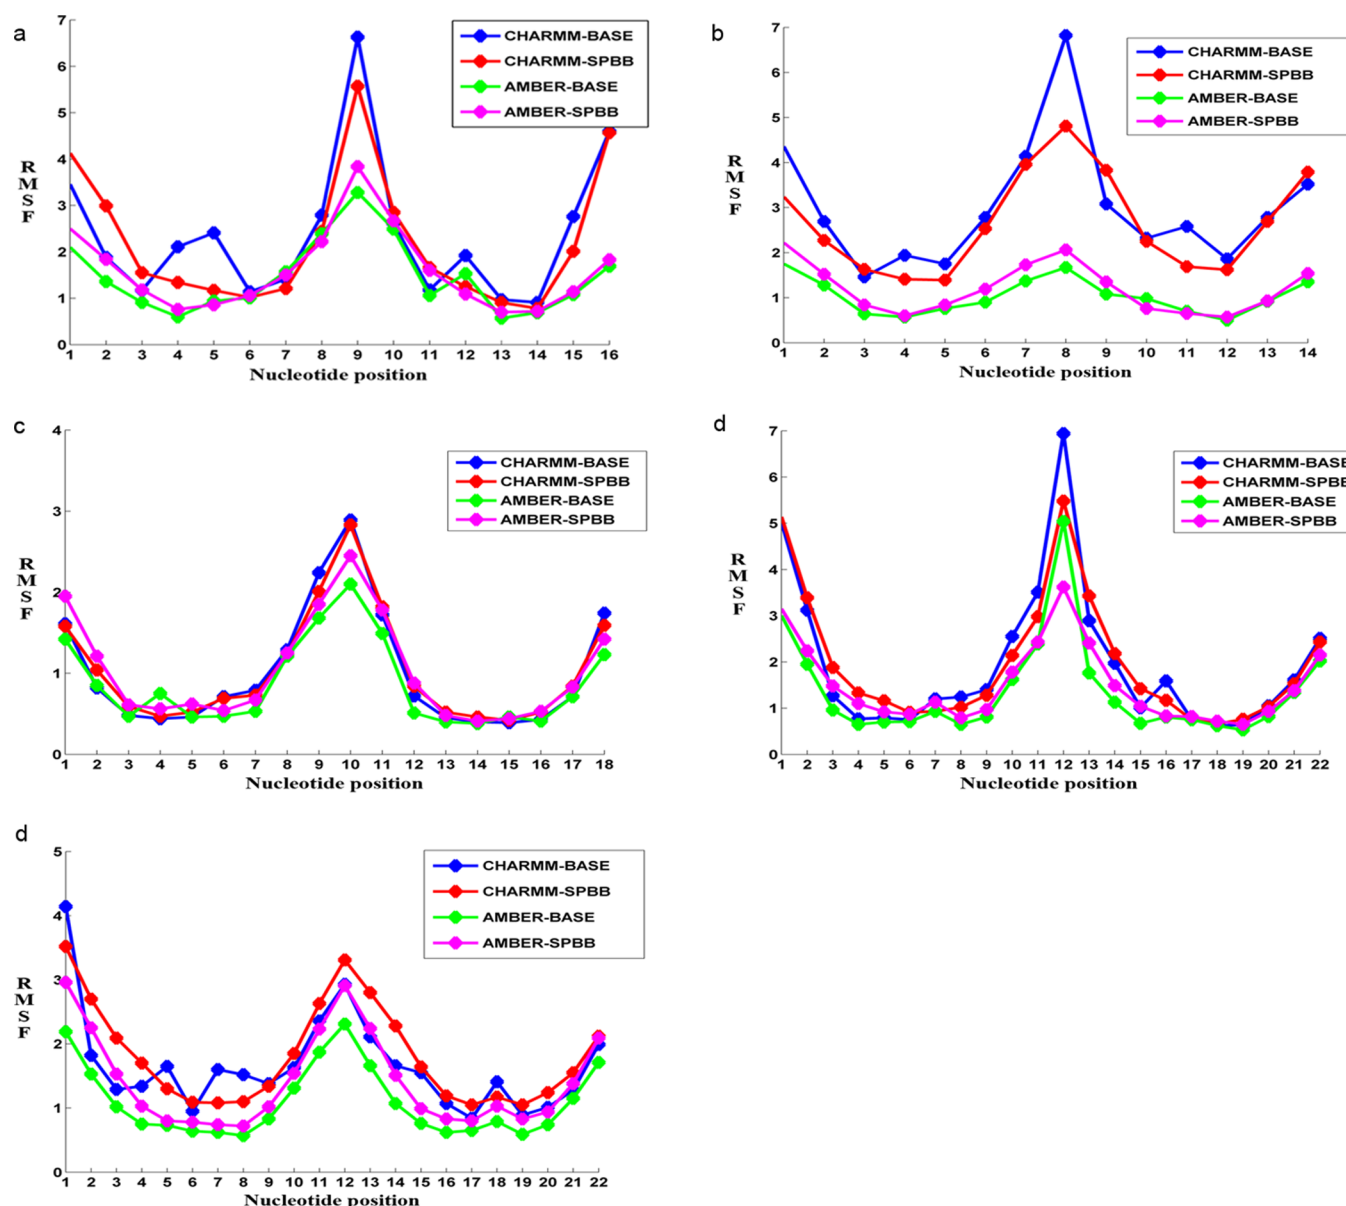 a
7
6
5
4
3
2
1
0
RMSF
1 2 3 4 5 6 7 8 9 10 11 12 13 14 15 16
Nucleotide position
CHARMM-BASE
CHARMM-SPBB
AMBER-BASE
AMBER-SPBB
b
7
6
5
4
3
2
1
0
RMSF
1 2 3 4 5 6 7 8 9 10 11 12 13 14
Nucleotide position
CHARMM-BASE
CHARMM-SPBB
AMBER-BASE
AMBER-SPBB
c
4
3
2
1
0
RMSF
1 2 3 4 5 6 7 8 9 10 11 12 13 14 15 16 17 18
Nucleotide position
CHARMM-BASE
CHARMM-SPBB
AMBER-BASE
AMBER-SPBB
d
7
6
5
4
3
2
1
0
RMSF
1 2 3 4 5 6 7 8 9 10 11 12 13 14 15 16 17 18 19 20 21 22
Nucleotide position
CHARMM-BASE
CHARMM-SPBB
AMBER-BASE
AMBER-SPBB
d
5
4
3
2
1
0
RMSF
1 2 3 4 5 6 7 8 9 10 11 12 13 14 15 16 17 18 19 20 21 22
Nucleotide position
CHARMM-BASE
CHARMM-SPBB
AMBER-BASE
AMBER-SPBB